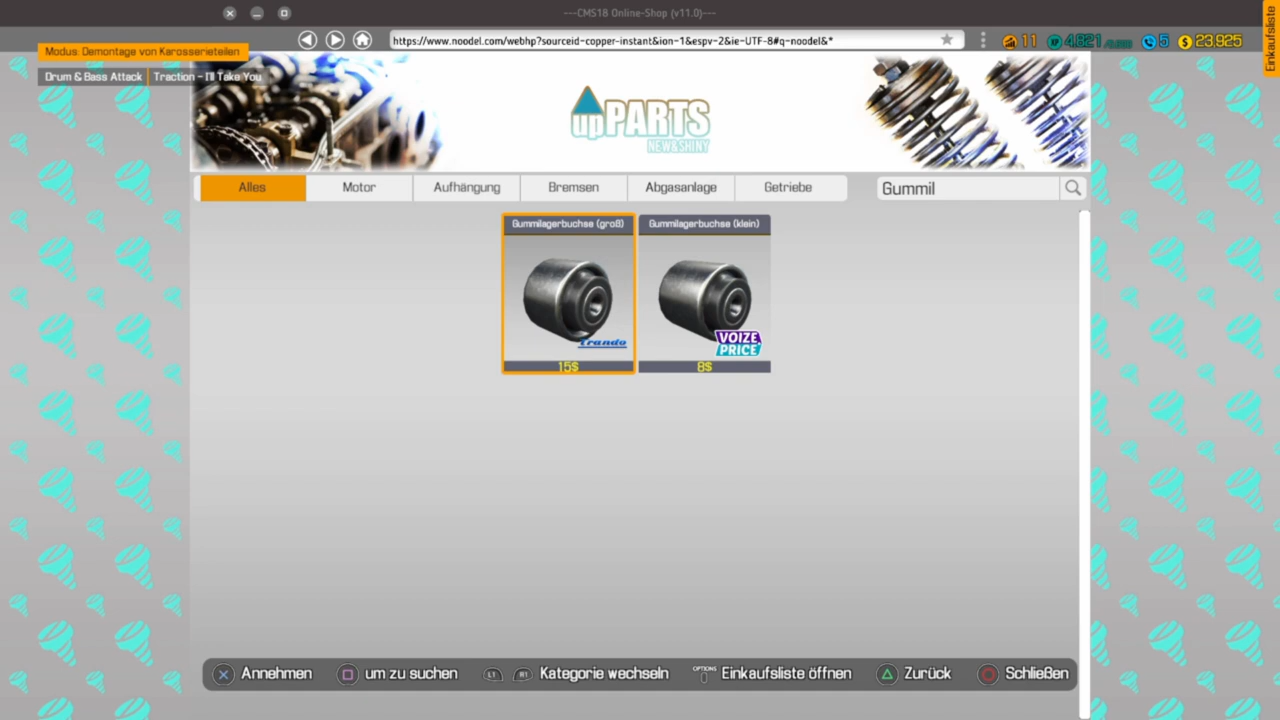 ---CMS18 Online-Shop (v11.0)---
Einkaufsliste
https://www.noodel.com/webhp?sourceid-copper-instant&ion-1&espv-2&ie-UTF-8#q-noodel&*
11
XP 4,821
5
$ 23,925
Modus: Demontage von Karosserieteilen
Drum & Bass Attack
Traction - I'll Take You
upPARTS
NEW&SHINY
Alles
Motor
Aufhängung
Bremsen
Abgasanlage
Getriebe
Gummil
Gummilagerbuchse (groß)
Gummilagerbuchse (klein)
Trando
VOIZE
PRICE
15$
8$
Annehmen
um zu suchen
L1
R1
Kategorie wechseln
OPTIONS
Einkaufsliste öffnen
Zurück
Schließen